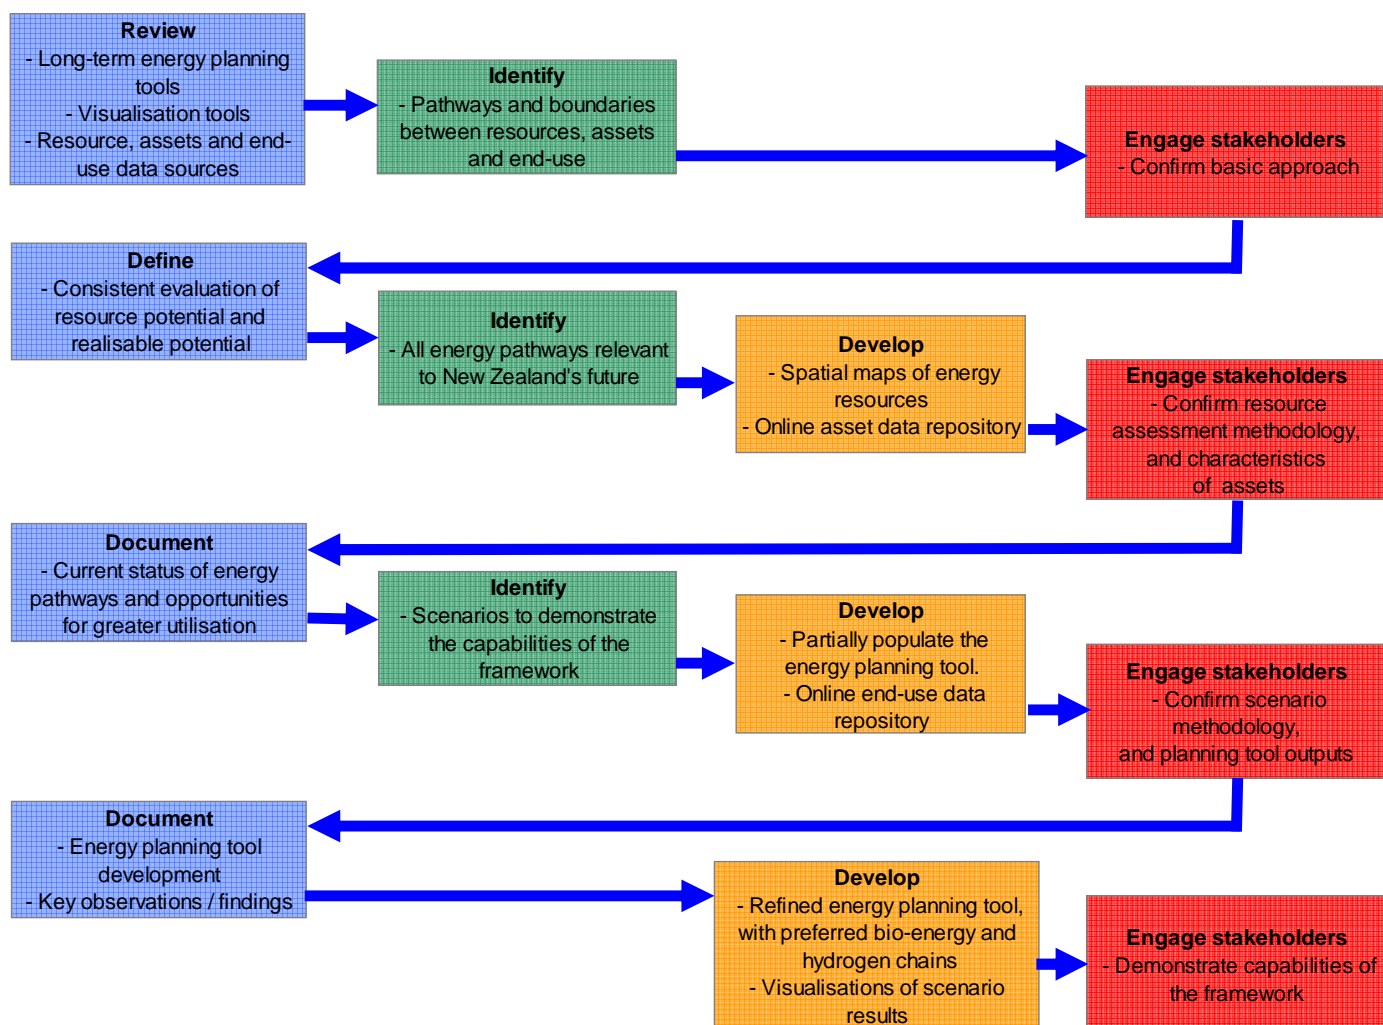 Review
- Long-term energy planning
tools
- Visualisation tools
- Resource, assets and end-
use data sources
Identify
- Pathways and boundaries
between resources, assets
and end-use
Engage stakeholders
- Confirm basic approach
Define
- Consistent evaluation of
resource potential and
realisable potential
Identify
- All energy pathways relevant
to New Zealand's future
Develop
- Spatial maps of energy
resources
- Online asset data repository
Engage stakeholders
- Confirm resource
assessment methodology,
and characteristics
of assets
Document
- Current status of energy
pathways and opportunities
for greater utilisation
Identify
- Scenarios to demonstrate
the capabilities of the
framework
Develop
- Partially populate the
energy planning tool.
- Online end-use data
repository
Engage stakeholders
- Confirm scenario
methodology,
and planning tool outputs
Document
- Energy planning tool
development
- Key observations / findings
Develop
- Refined energy planning tool,
with preferred bio-energy and
hydrogen chains
- Visualisations of scenario
results
Engage stakeholders
- Demonstrate capabilities of
the framework